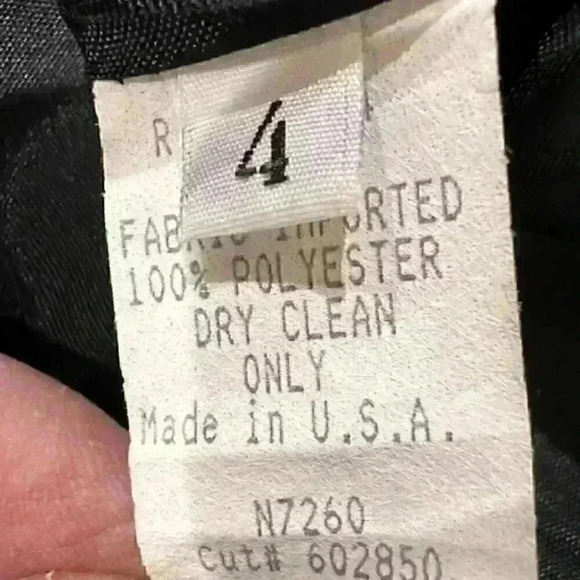 4
FABRIC IMPORTED
100% POLYESTER
DRY CLEAN
ONLY
Made in U.S.A.
N7260
Cut# 602850